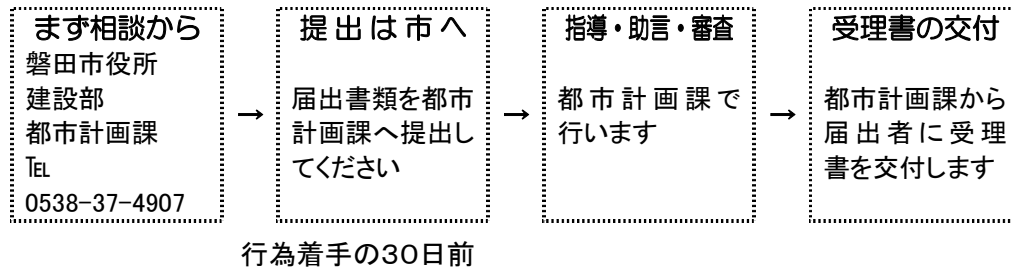 まず相談から
磐田市役所
建設部
都市計画課
℡
0538-37-4907
→
提出は市へ
届出書類を都市
計画課へ提出し
てください
→
指導・助言・審査
都市計画課で
行います
→
受理書の交付
都市計画課から
届出者に受理
書を交付します
行為着手の30日前